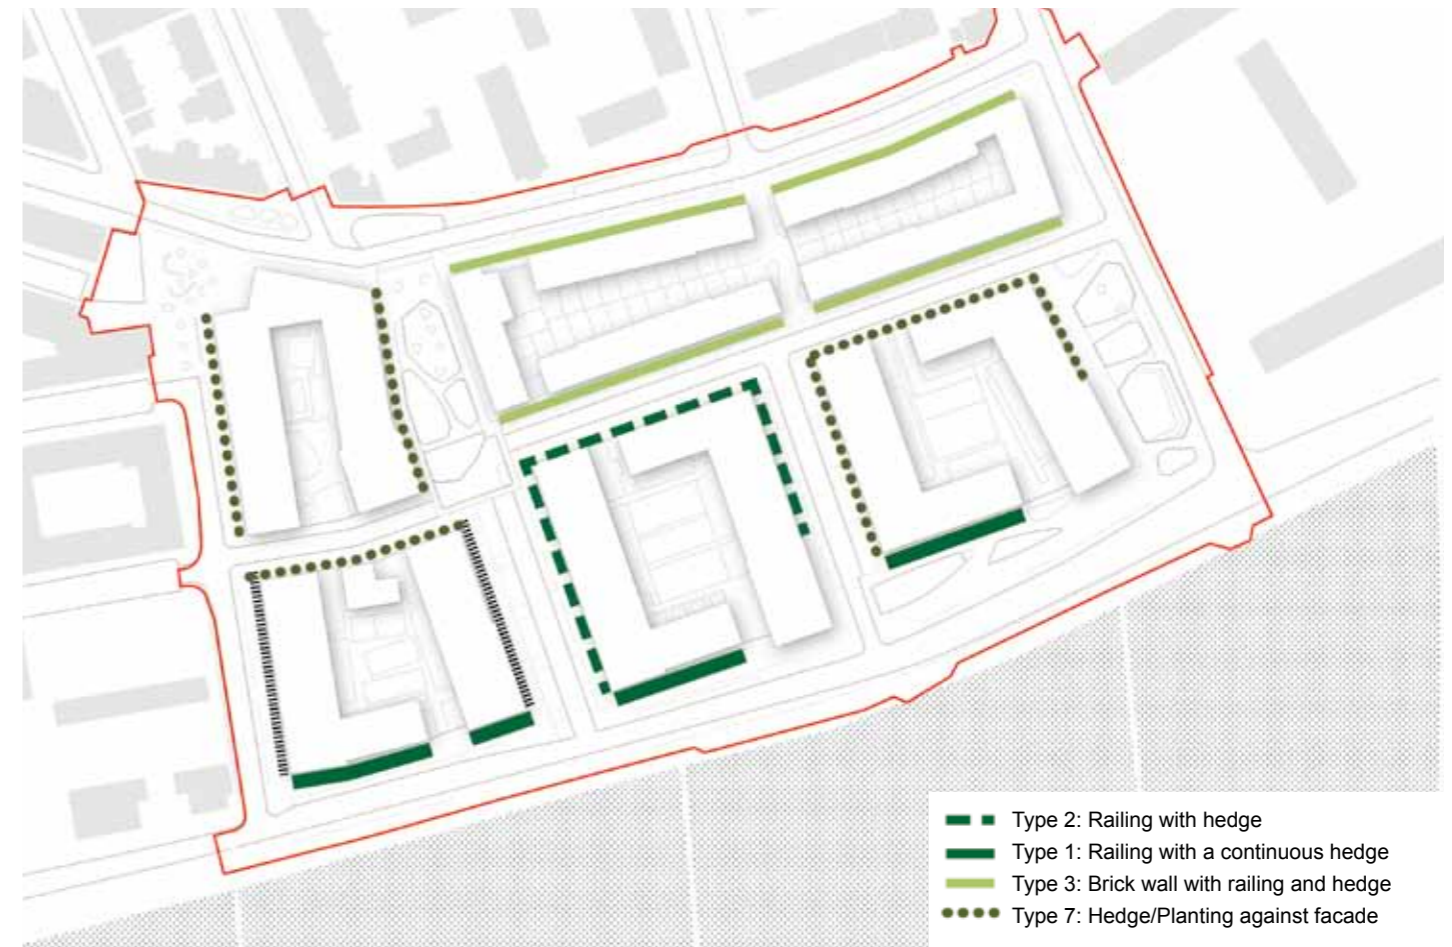 Type 2: Railing with hedge
Type 1: Railing with a continuous hedge
Type 3: Brick wall with railing and hedge
Type 7: Hedge/Planting against facade